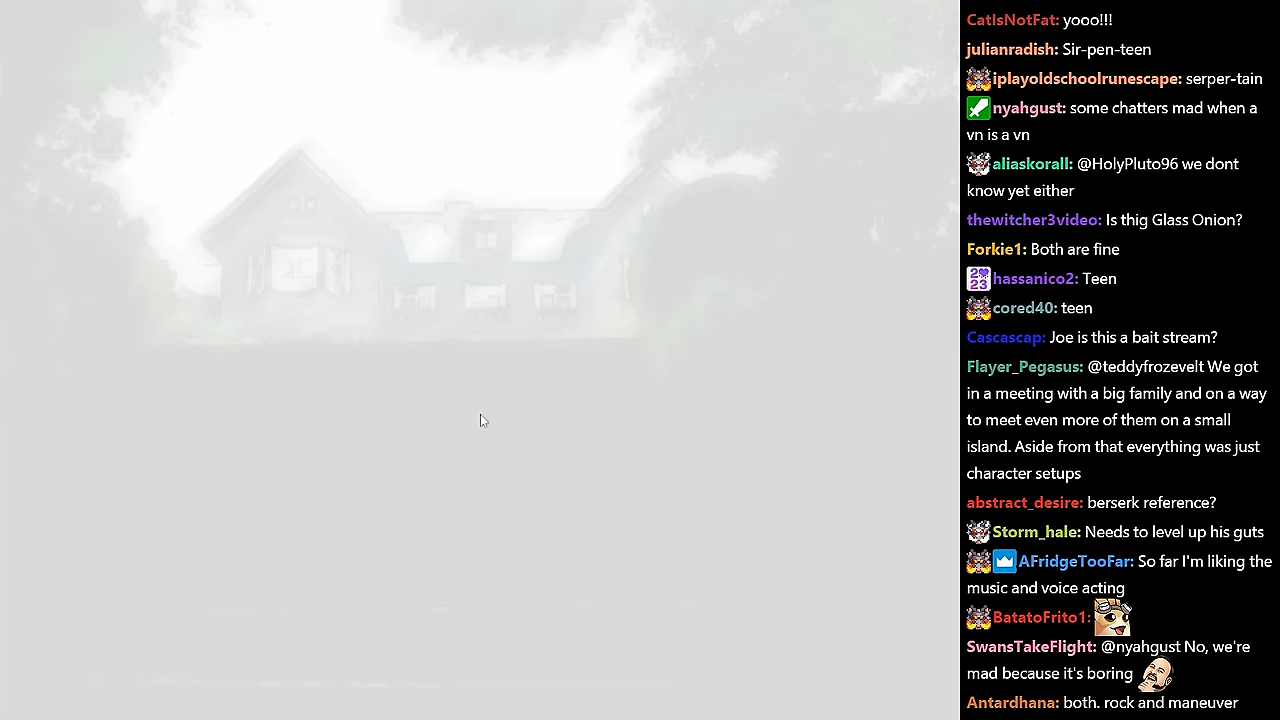 CatIsNotFat: yooo!!!
julianradish: Sir-pen-teen
iplayoldschoolrunescape: serper-tain
nyahgust: some chatters mad when a
vn is a vn
aliaskorall: @HolyPluto96 we dont
know yet either
thewitcher3video: Is thig Glass Onion?
Forkie1: Both are fine
2023 hassanico2: Teen
cored40: teen
Cascascap: Joe is this a bait stream?
Flayer_Pegasus: @teddyfrozevelt We got
in a meeting with a big family and on a way
to meet even more of them on a small
island. Aside from that everything was just
character setups
abstract_desire: berserk reference?
Storm_hale: Needs to level up his guts
AFridgeTooFar: So far I'm liking the
music and voice acting
BatatoFrito1:
SwansTakeFlight: @nyahgust No, we're
mad because it's boring
Antardhana: both. rock and maneuver